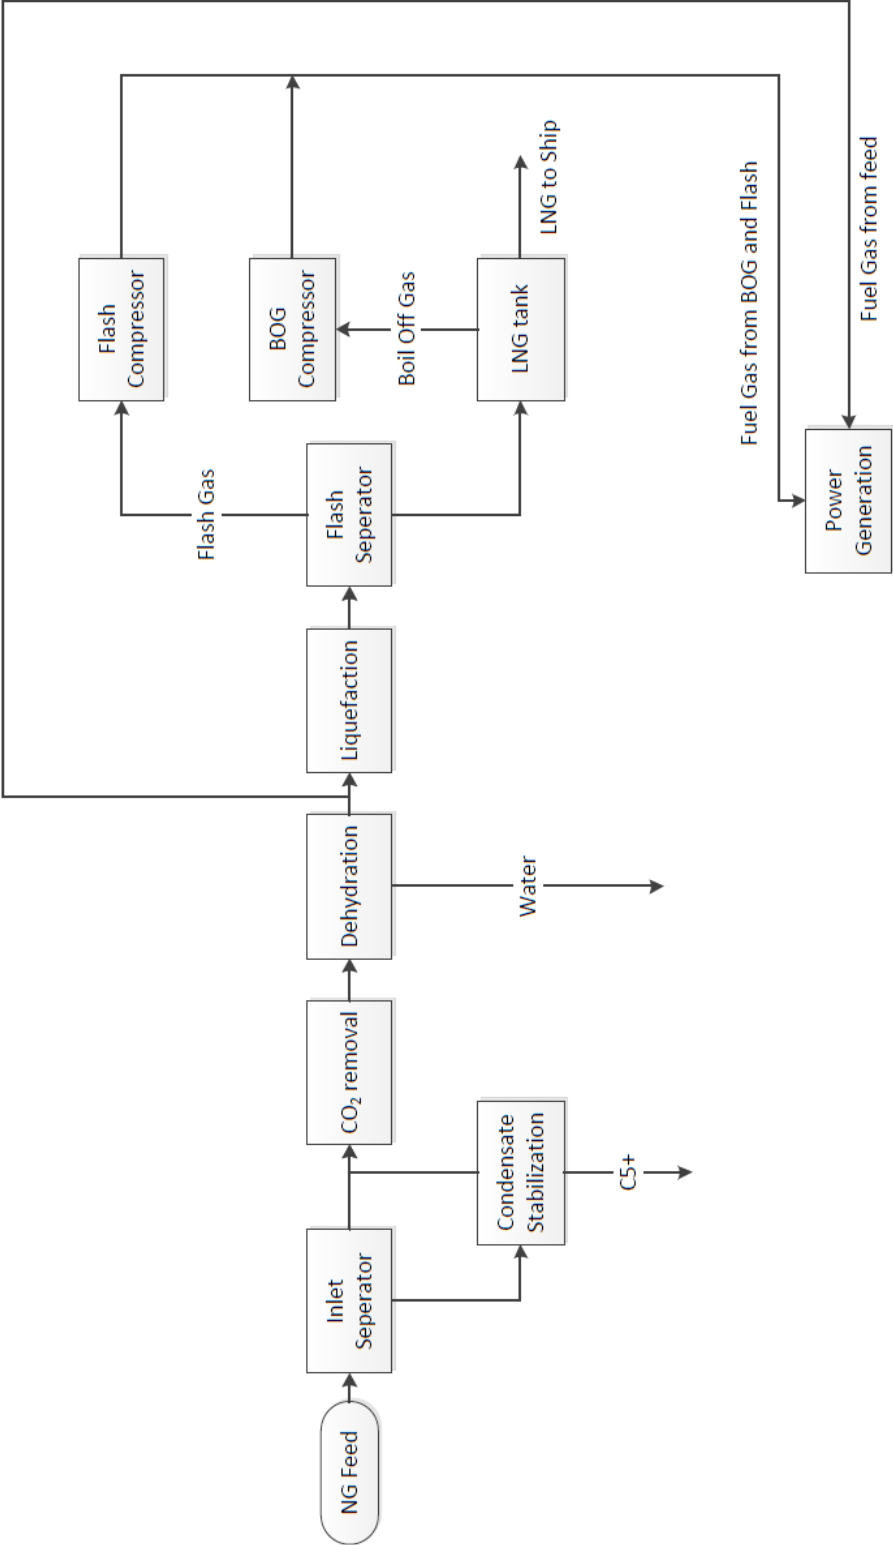 NG Feed
Inlet
Seperator
Condensate
Stabilization
C5+
CO₂ removal
Dehydration
Water
Liquefaction
Flash
Seperator
Flash Gas
Flash
Compressor
BOG
Compressor
Boil Off Gas
LNG tank
LNG to Ship
Fuel Gas from BOG and Flash
Fuel Gas from feed
Power
Generation